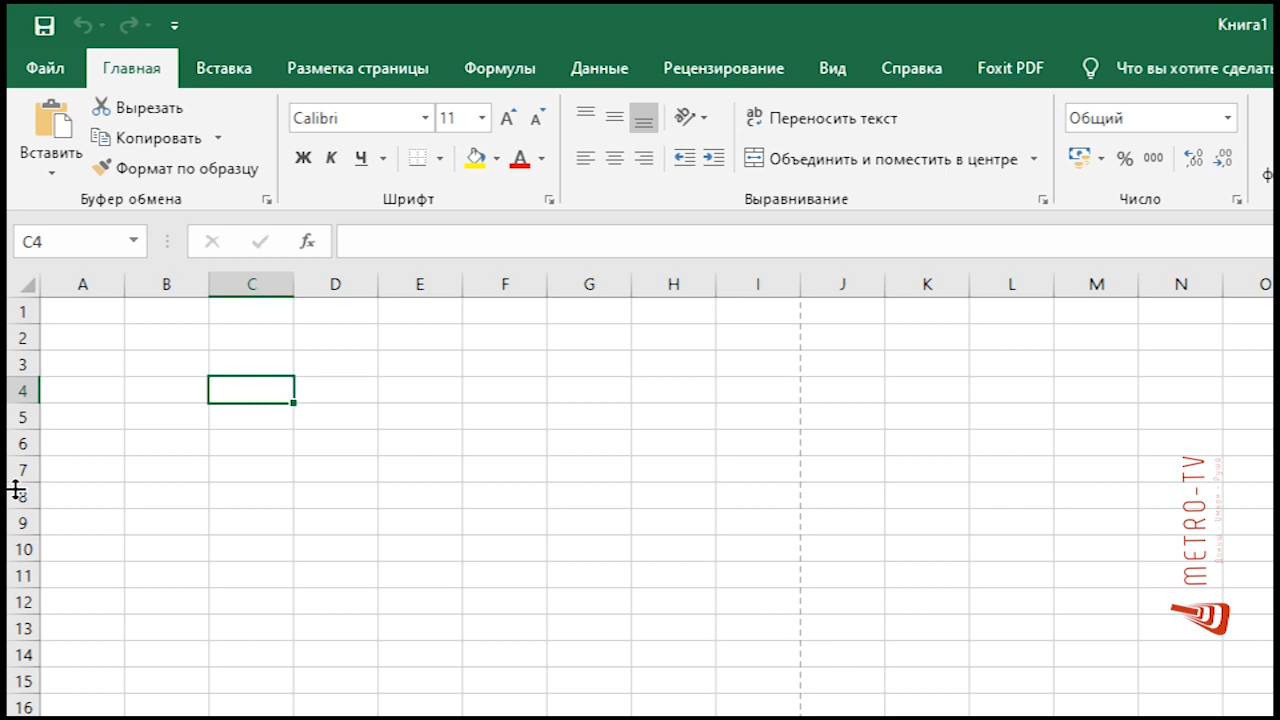 Книга1
Файл Главная Вставка Разметка страницы Формулы Данные Рецензирование Вид Справка Foxit PDF Что вы хотите сделать
Вставить
Вырезать
Копировать
Формат по образцу
Буфер обмена
Calibri 11
Ж К Ч А
Шрифт
Переносить текст
Объединить и поместить в центре
Выравнивание
Общий
% 000
Число
C4 fx
A B C D E F G H I J K L M N O
1
2
3
4
5
6
7
8
9
10
11
12
13
14
15
16
METRO-TV